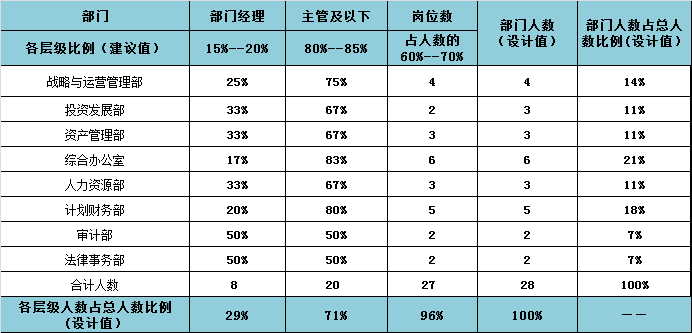 部门 部门经理 主管及以下 岗位数 部门人数（设计值） 部门人数占总人数比例(设计值)
各层级比例（建议值） 15%--20% 80%--85% 占人数的60%--70%
战略与运营管理部 25% 75% 4 4 14%
投资发展部 33% 67% 2 3 11%
资产管理部 33% 67% 3 3 11%
综合办公室 17% 83% 6 6 21%
人力资源部 33% 67% 3 3 11%
计划财务部 20% 80% 5 5 18%
审计部 50% 50% 2 2 7%
法律事务部 50% 50% 2 2 7%
合计人数 8 20 27 28 100%
各层级人数占总人数比例（设计值） 29% 71% 96% 100% ——